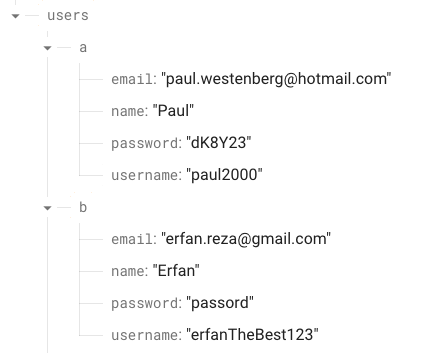 users
a
email: "paul.westenberg@hotmail.com"
name: "Paul"
password: "dK8Y23"
username: "paul2000"
b
email: "erfan.reza@gmail.com"
name: "Erfan"
password: "passord"
username: "erfanTheBest123"